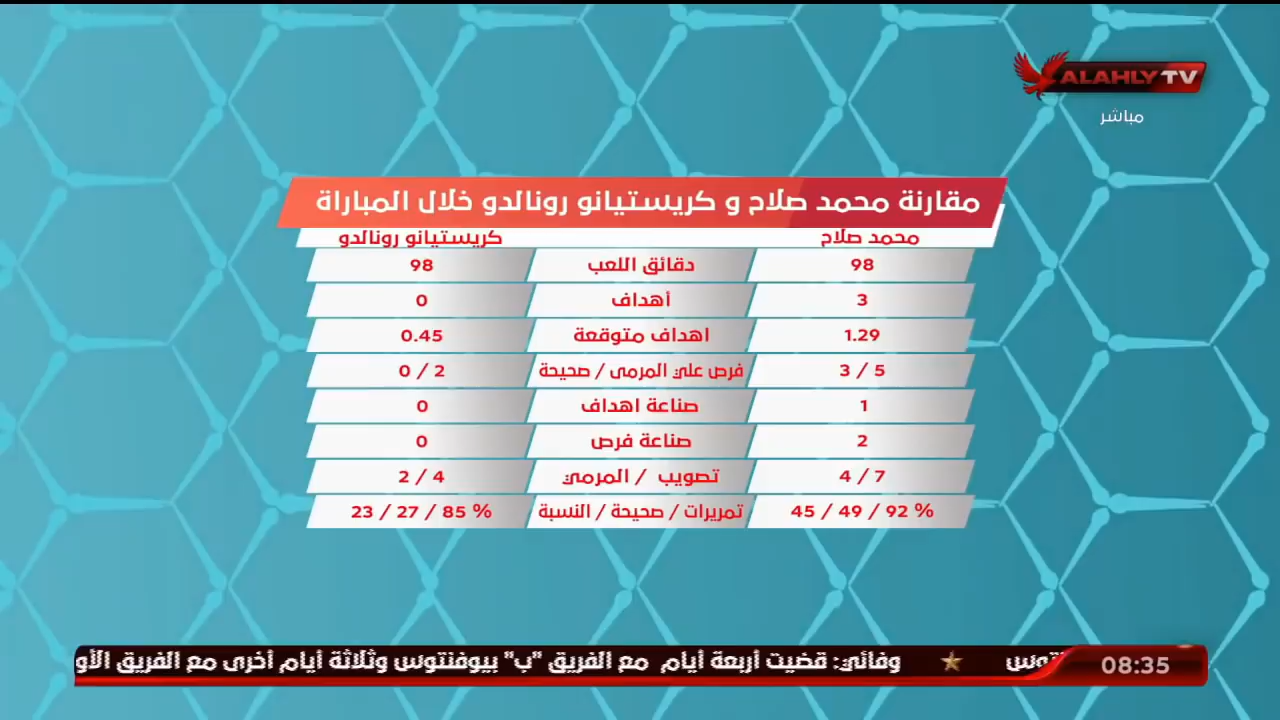 ALAHLY TV
مباشر
مقارنة محمد صلاح و كريستيانو رونالدو خلال المباراة
محمد صلاح كريستيانو رونالدو
98 دقائق اللعب 98
3 أهداف 0
1.29 اهداف متوقعة 0.45
3 / 5 فرص علي المرمى / صحيحة 0 / 2
1 صناعة اهداف 0
2 صناعة فرص 0
4 / 7 تصويب / المرمي 2 / 4
45 / 49 / 92 % تمريرات / صحيحة / النسبة 23 / 27 / 85 %
08:35 وفائي: قضيت أربعة أيام مع الفريق "ب" بيوفنتوس وثلاثة أيام أخرى مع الفريق